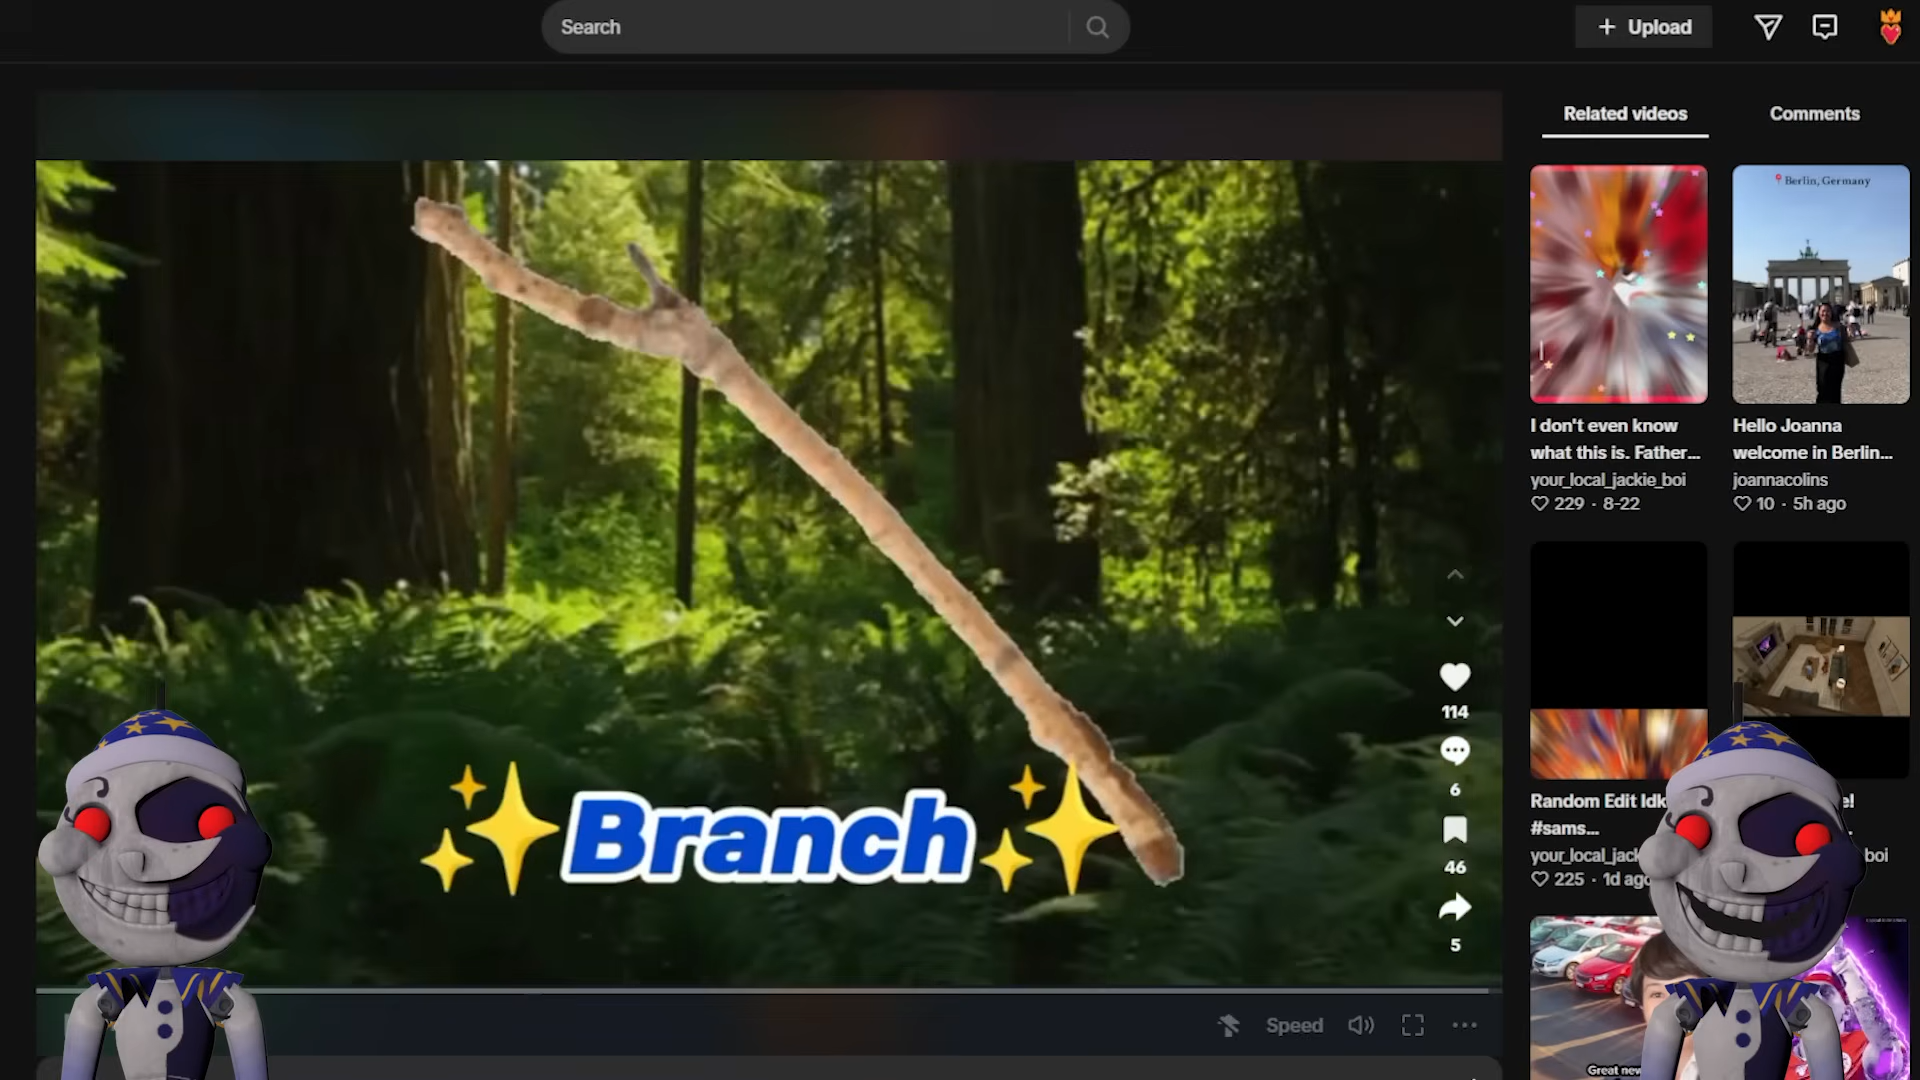 Search
Upload
Related videos
Comments
Berlin, Germany
I don't even know
what this is. Father...
your_local_jackie_boi
229 · 8-22
Hello Joanna
welcome in Berlin...
joannacolins
10 · 5h ago
Branch
114
6
46
5
Random Edit Idk
#sams...
your_local_jack
225 · 1d ago
e!
boi
Speed
Great new